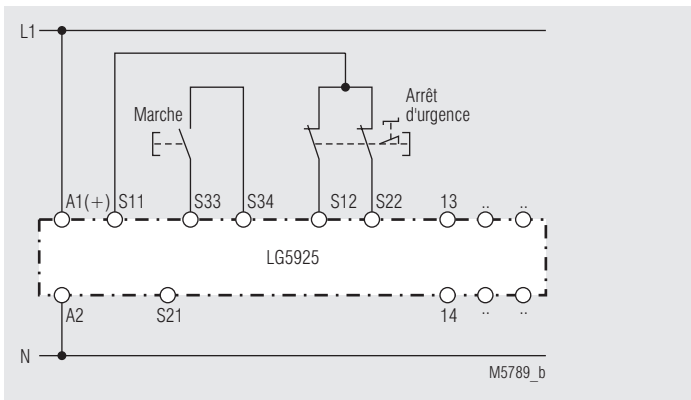 L1
Arrêt
d'urgence
Marche
A1(+) S11 S33 S34 S12 S22 13 .. ..
LG5925
A2 S21 14 .. ..
N
M5789_b